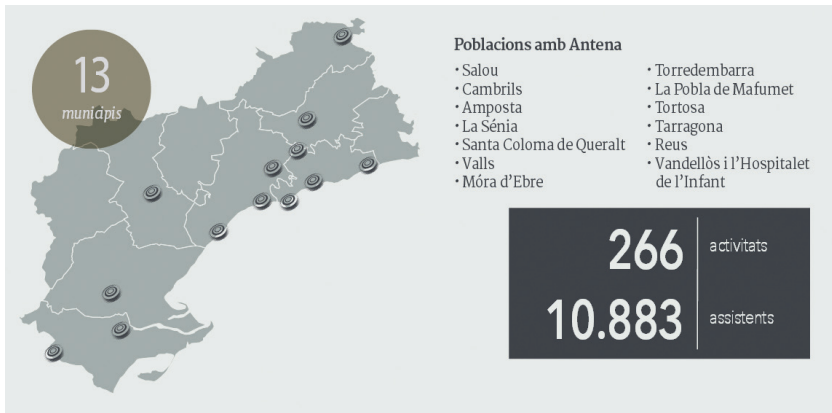 13
municipis
Poblacions amb Antena
• Salou
• Cambrils
• Amposta
• La Sénia
• Santa Coloma de Queralt
• Valls
• Móra d'Ebre
• Torredembarra
• La Pobla de Mafumet
• Tortosa
• Tarragona
• Reus
• Vandellòs i l'Hospitalet
de l'Infant
266 activitats
10.883 assistents